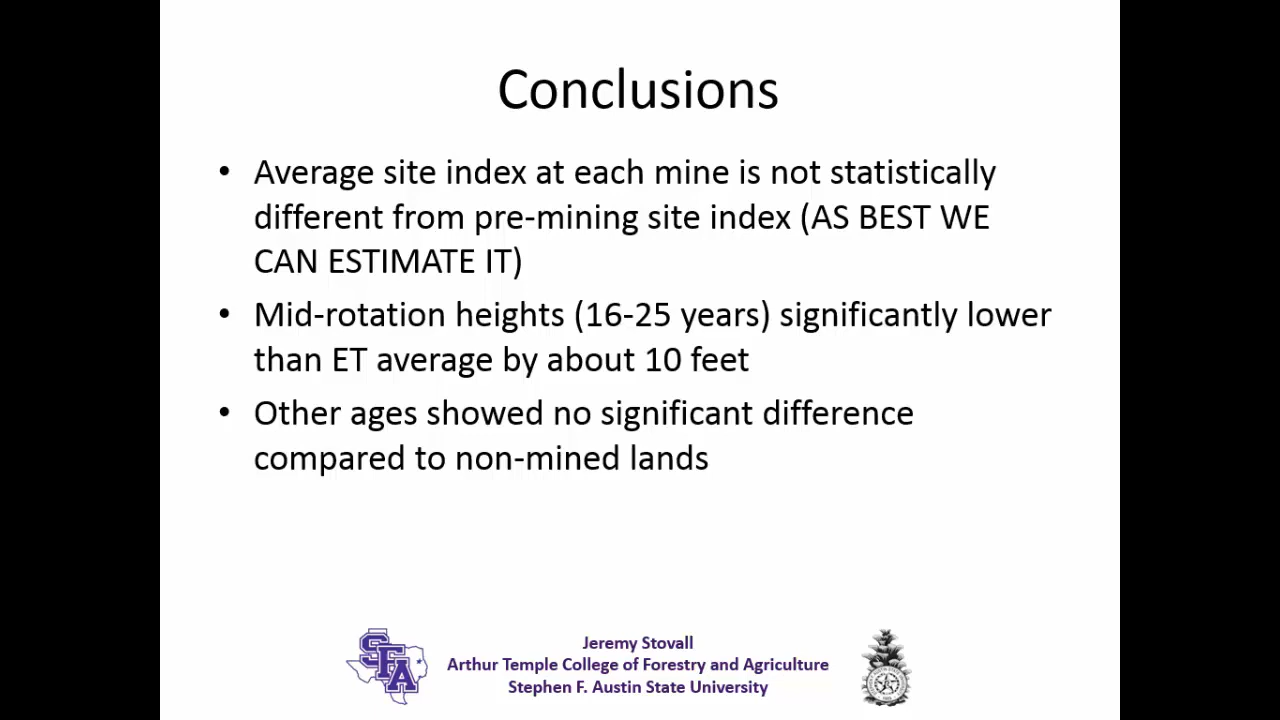 Conclusions
• Average site index at each mine is not statistically
different from pre-mining site index (AS BEST WE
CAN ESTIMATE IT)
• Mid-rotation heights (16-25 years) significantly lower
than ET average by about 10 feet
• Other ages showed no significant difference
compared to non-mined lands
SFA
Jeremy Stovall
Arthur Temple College of Forestry and Agriculture
Stephen F. Austin State University